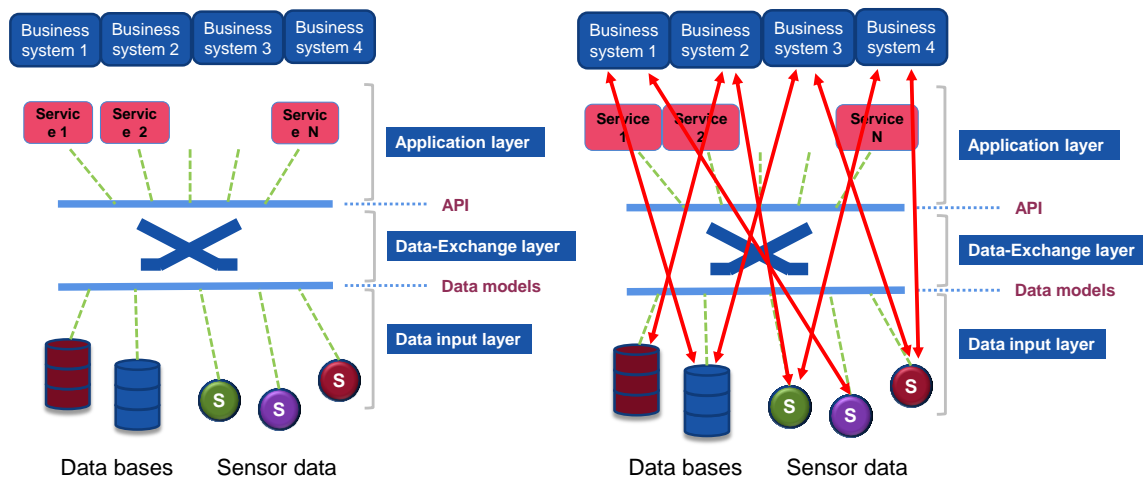 Business
system 1
Business
system 2
Business
system 3
Business
system 4
Servic
e 1
Servic
e 2
Servic
e N
Application layer
API
Data-Exchange layer
Data models
Data input layer
S
S
S
Data bases
Sensor data
Business
system 1
Business
system 2
Business
system 3
Business
system 4
Service
1
Service
2
Service
N
Application layer
API
Data-Exchange layer
Data models
Data input layer
S
S
S
Data bases
Sensor data